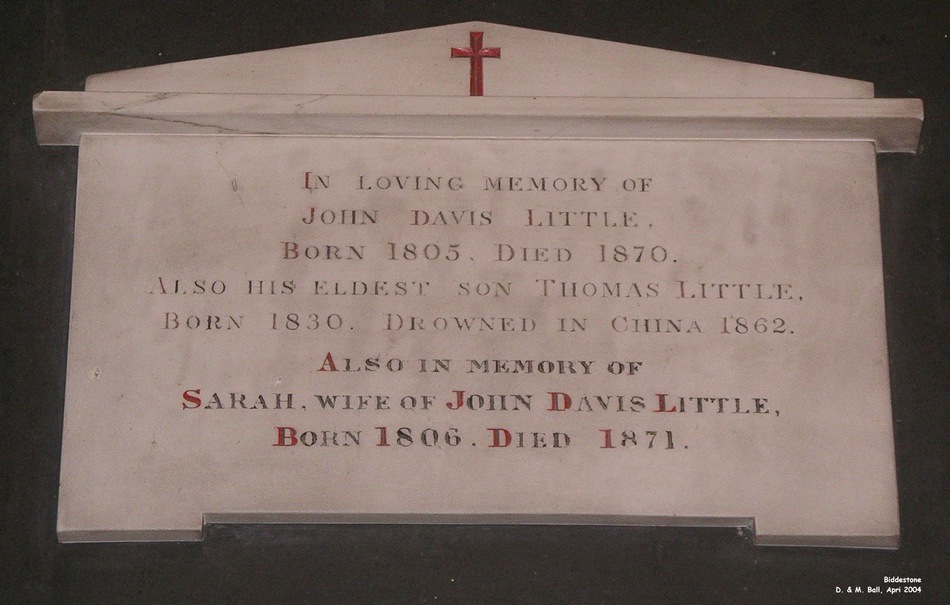 In loving memory of
John Davis Little,
Born 1805. Died 1870.
Also his eldest son Thomas Little,
Born 1830. Drowned in China 1862.
Also in memory of
Sarah, wife of John Davis Little,
Born 1806. Died 1871.
Biddestone
D. & M. Ball, Apri 2004